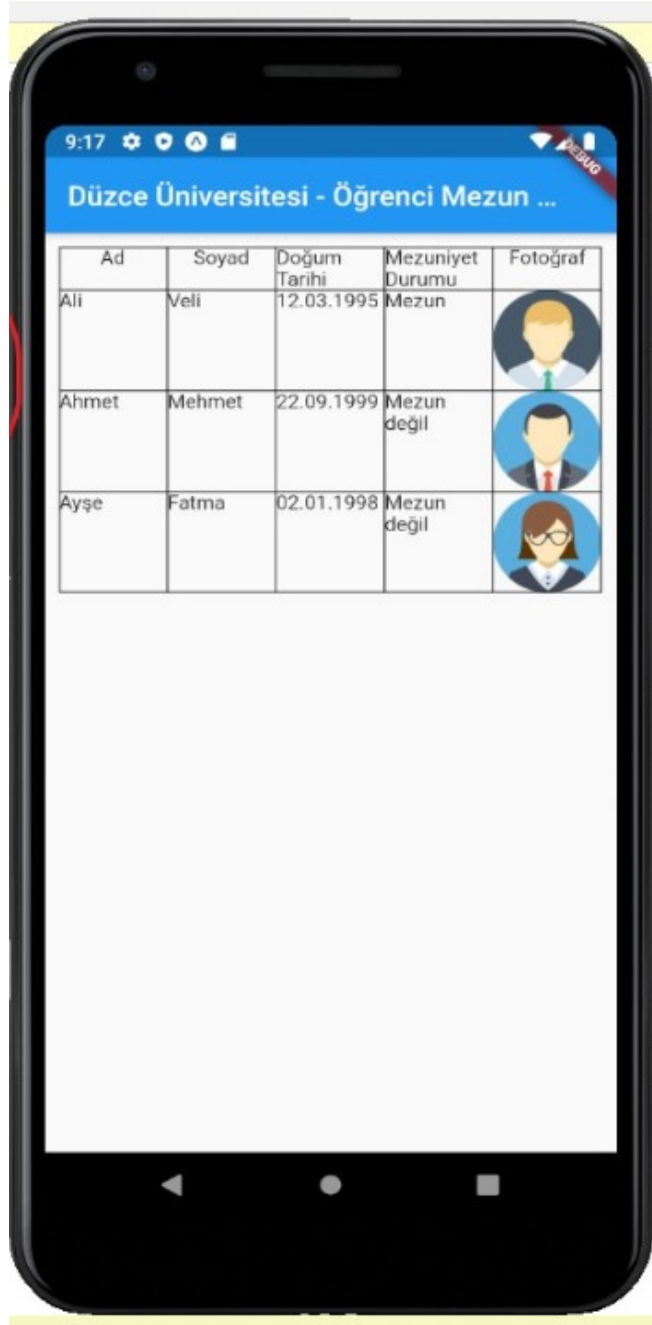 9:17
DEBUG
Düzce Üniversitesi - Öğrenci Mezun ...
Ad Soyad Doğum Tarihi Mezuniyet Durumu Fotoğraf
Ali Veli 12.03.1995 Mezun
Ahmet Mehmet 22.09.1999 Mezun değil
Ayşe Fatma 02.01.1998 Mezun değil